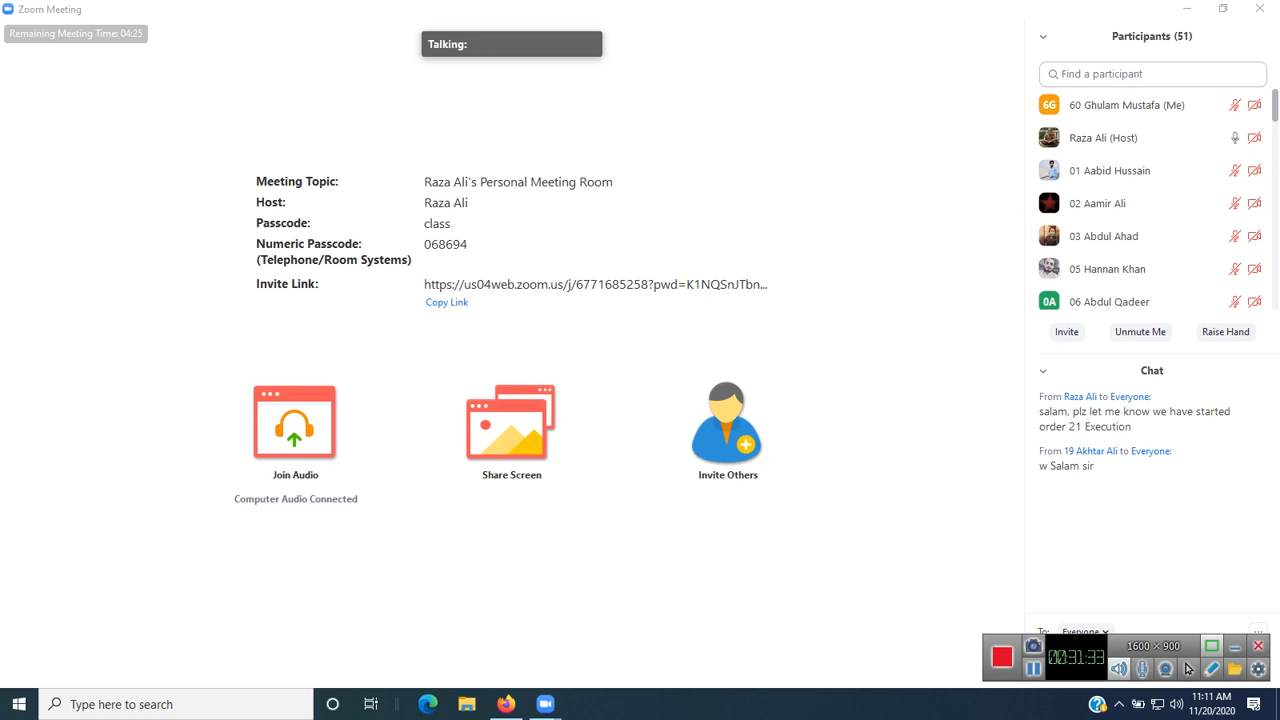 Zoom Meeting
Remaining Meeting Time: 04:25
Talking:
Meeting Topic: Raza Ali's Personal Meeting Room
Host: Raza Ali
Passcode: class
Numeric Passcode: 068694
(Telephone/Room Systems)
Invite Link: https://us04web.zoom.us/j/6771685258?pwd=K1NQSnJTbn...
Copy Link
Join Audio
Computer Audio Connected
Share Screen
Invite Others
Participants (51)
Find a participant
6G 60 Ghulam Mustafa (Me)
Raza Ali (Host)
01 Aabid Hussain
02 Aamir Ali
03 Abdul Ahad
05 Hannan Khan
0A 06 Abdul Qadeer
Invite Unmute Me Raise Hand
Chat
From Raza Ali to Everyone:
salam, plz let me know we have started
order 21 Execution
From 19 Akhtar Ali to Everyone:
w Salam sir
To: Everyone
1600 × 900
00:31:33
Type here to search
11:11 AM
11/20/2020